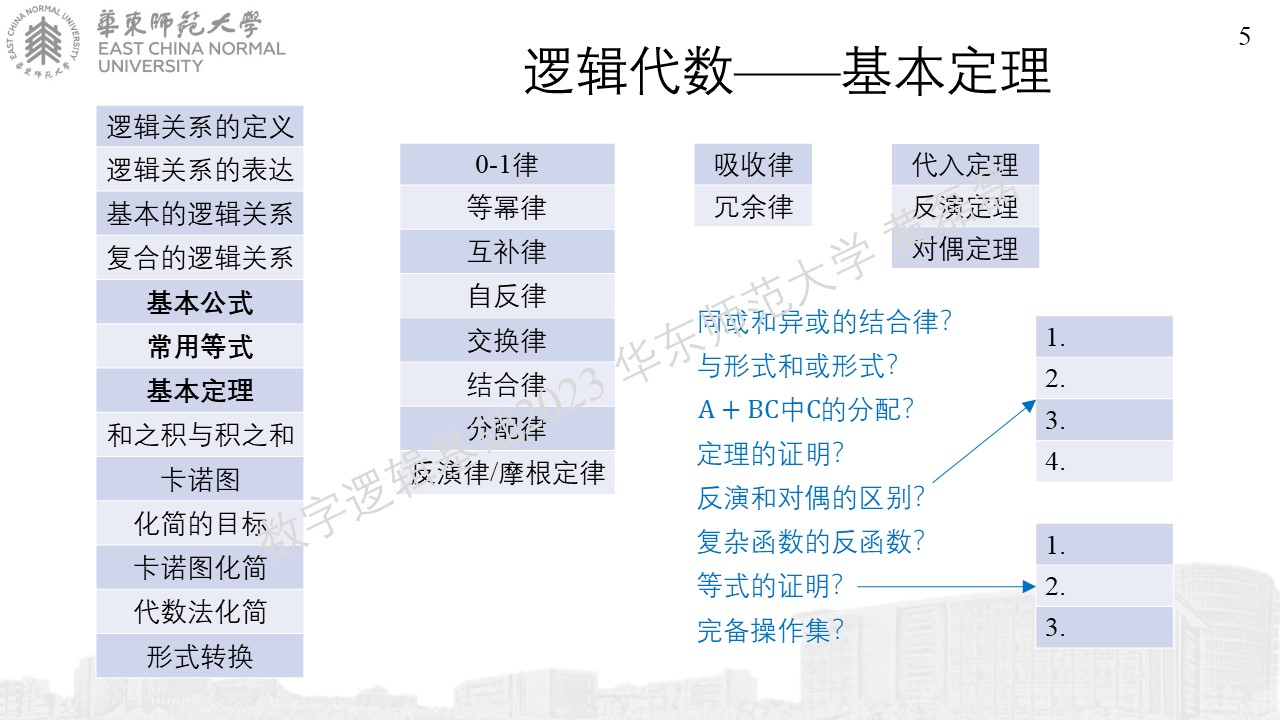 華東師范大學
EAST CHINA NORMAL
UNIVERSITY
EAST CHINA NORMAL UNIVERSITY
華東师范大学
5
逻辑代数——基本定理
逻辑关系的定义
逻辑关系的表达
基本的逻辑关系
复合的逻辑关系
基本公式
常用等式
基本定理
和之积与积之和
卡诺图
化简的目标
卡诺图化简
代数法化简
形式转换
0-1律
等幂律
互补律
自反律
交换律
结合律
分配律
反演律/摩根定律
吸收律
冗余律
代入定理
反演定理
对偶定理
同或和异或的结合律?
与形式和或形式?
A + BC中C的分配?
定理的证明?
反演和对偶的区别?
复杂函数的反函数?
等式的证明?
完备操作集?
1.
2.
3.
4.
1.
2.
3.
数字逻辑基础2023 华东师范大学 黄